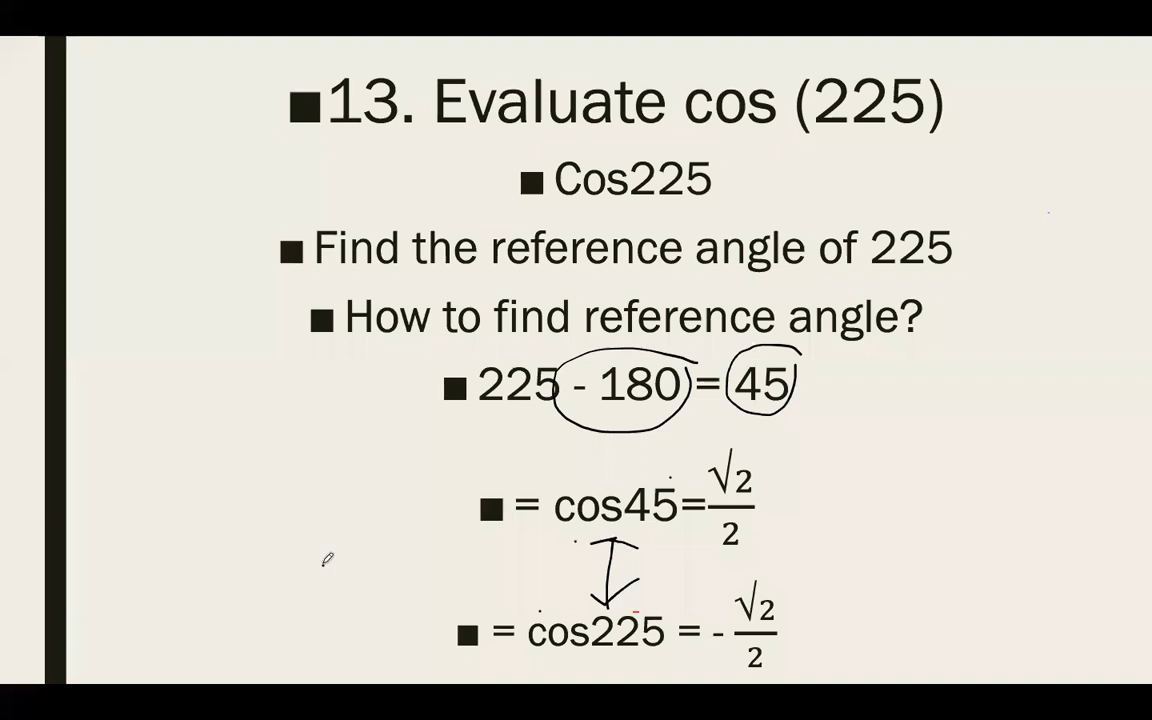 ■13. Evaluate cos (225)
■ Cos225
■ Find the reference angle of 225
■ How to find reference angle?
■ 225 - 180 = 45
■ = cos45=√2/2
■ = cos225 = - √2/2